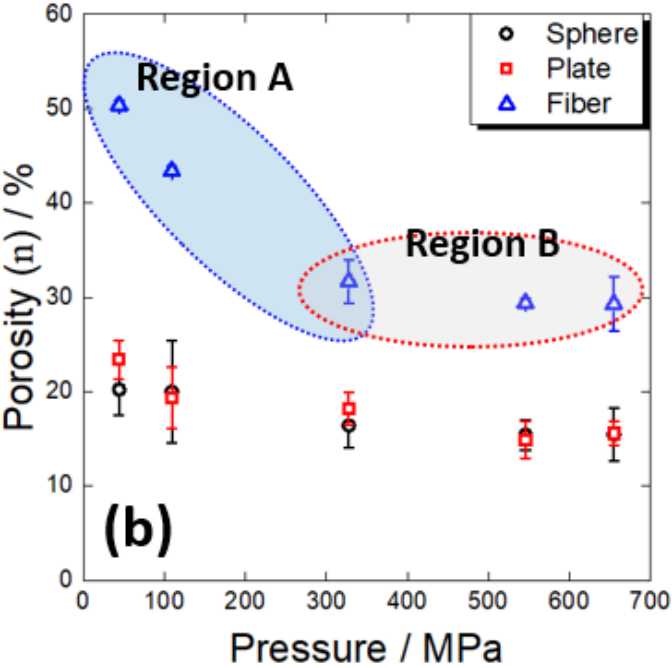 60
50
40
30
20
10
0
Porosity (n) / %
Region A
Region B
Sphere
Plate
Fiber
(b)
0 100 200 300 400 500 600 700
Pressure / MPa